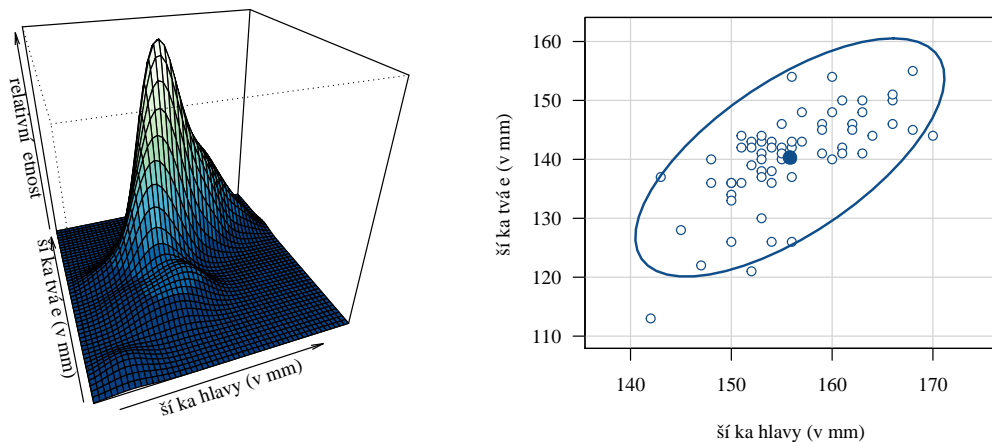 relativní etnost
ší ka tvá e (v mm)
ší ka hlavy (v mm)
ší ka tvá e (v mm)
160
150
140
130
120
110
140
150
160
170
ší ka hlavy (v mm)